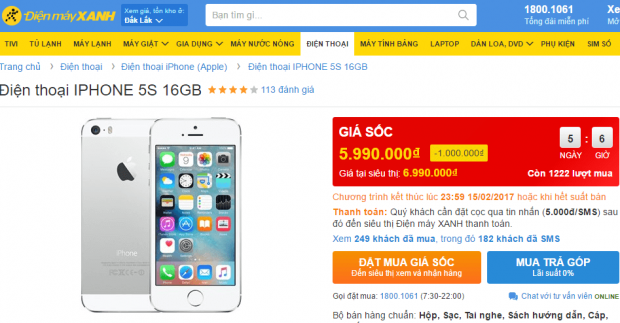 Điện máy XANH
Xem giá, tồn kho ở:
Đắk Lắk
Bạn tìm gì...
1800.1061
Tổng đài miễn phí
Xe
TIVI TỦ LẠNH MÁY LẠNH MÁY GIẶT GIA DỤNG MÁY NƯỚC NÓNG ĐIỆN THOẠI MÁY TÍNH BẢNG LAPTOP DÀN LOA, DVD PHỤ KIỆN SIM SỐ
Trang chủ > Điện thoại > Điện thoại iPhone (Apple) > Điện thoại IPHONE 5S 16GB
Điện thoại IPHONE 5S 16GB 113 đánh giá
iPhone
GIÁ SỐC
5 : 6
NGÀY GIỜ
5.990.000₫ -1.000.000₫
Giá tại siêu thị: 6.990.000₫ Còn 1222 lượt mua
Chương trình kết thúc lúc 23:59 15/02/2017 hoặc khi hết suất bán
Thanh toán: Quý khách cần đặt cọc qua tin nhắn (5.000đ/SMS) sau
đó đến siêu thị Điện máy XANH thanh toán.
Xem 249 khách đã mua, trong đó 182 khách đã SMS
ĐẶT MUA GIÁ SỐC
Đến siêu thị xem và nhận hàng
MUA TRẢ GÓP
Lãi suất 0%
Gọi đặt mua: 1800.1061 (7:30-22:00) Chat với tư vấn viên ONLINE
Bộ bán hàng chuẩn: Hộp, Sạc, Tai nghe, Sách hướng dẫn, Cáp,